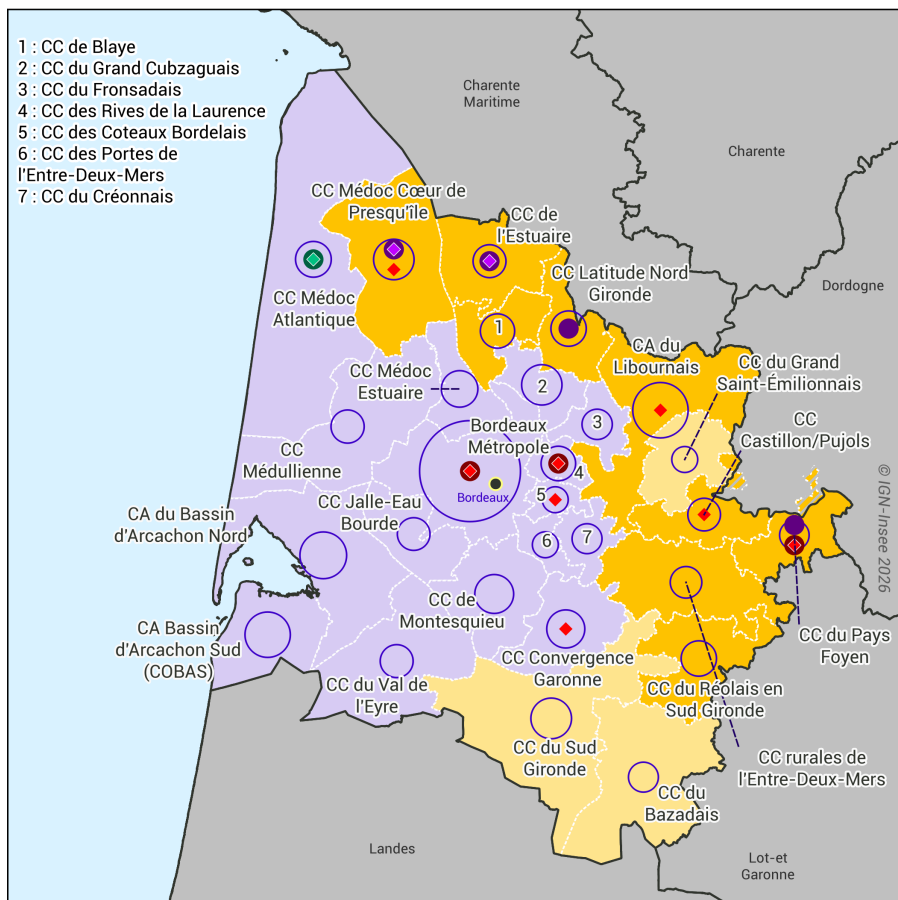 1 : CC de Blaye
2 : CC du Grand Cubzaguais
3 : CC du Fronsadais
4 : CC des Rives de la Laurence
5 : CC des Coteaux Bordelais
6 : CC des Portes de
l'Entre-Deux-Mers
7 : CC du Créonnais
Charente
Maritime
Charente
Dordogne
CC Médoc Cœur de
Presqu'île
CC de
l'Estuaire
CC Latitude Nord
Gironde
CC Médoc
Atlantique
1
CA du
Libournais
CC du Grand
Saint-Émilionnais
CC Médoc
Estuaire
2
3
CC
Castillon/Pujols
Bordeaux
Métropole
4
CC
Médullienne
Bordeaux
5
CC Jalle-Eau
Bourde
6
7
CA du Bassin
d'Arcachon Nord
© IGN-Insee 2026
CC de
Montesquieu
CA Bassin
d'Arcachon Sud
(COBAS)
CC du Pays
Foyen
CC Convergence
Garonne
CC du Val de
l'Eyre
CC du Réolais en
Sud Gironde
CC du Sud
Gironde
CC rurales de
l'Entre-Deux-Mers
CC du
Bazadais
Landes
Lot-et
Garonne